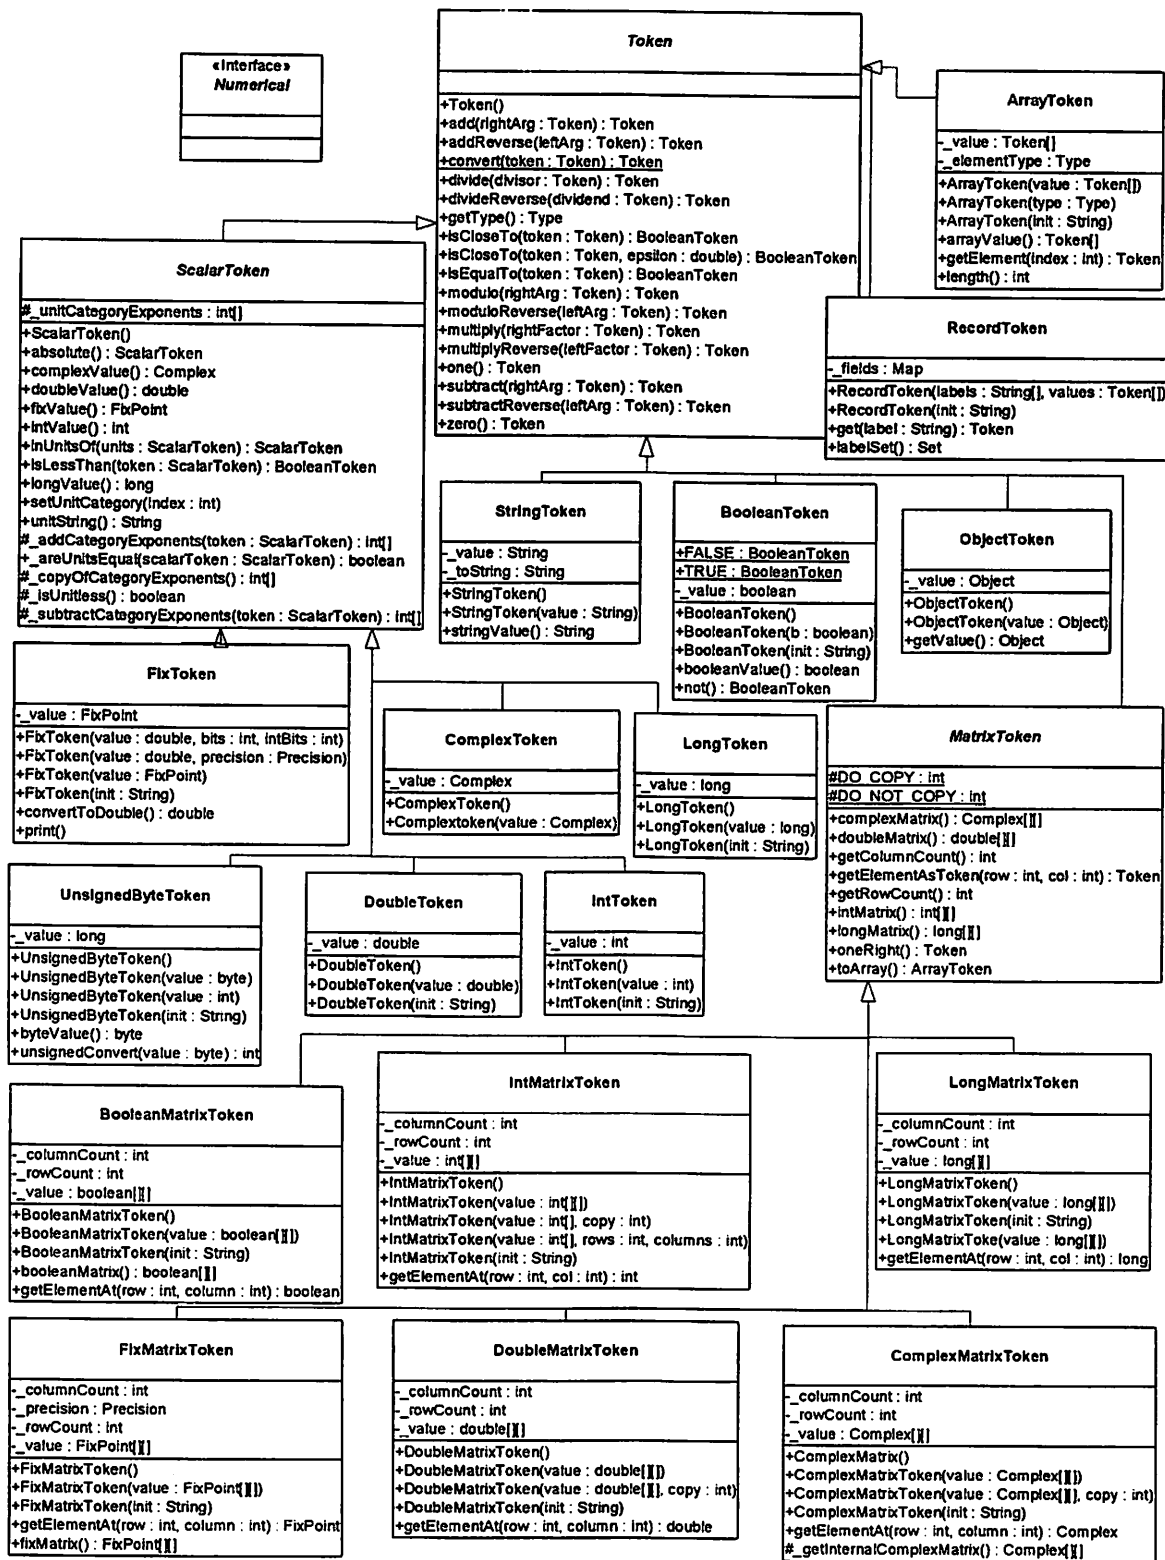 «Interface»
Numerical
Token
+Token()
+add(rightArg : Token) : Token
+addReverse(leftArg : Token) : Token
+convert(token : Token) : Token
+divide(divisor : Token) : Token
+divideReverse(dividend : Token) : Token
+getType() : Type
+isCloseTo(token : Token) : BooleanToken
+isCloseTo(token : Token, epsilon : double) : BooleanToken
+isEqualTo(token : Token) : BooleanToken
+modulo(rightArg : Token) : Token
+moduloReverse(leftArg : Token) : Token
+multiply(rightFactor : Token) : Token
+multiplyReverse(leftFactor : Token) : Token
+one() : Token
+subtract(rightArg : Token) : Token
+subtractReverse(leftArg : Token) : Token
+zero() : Token
ArrayToken
-_value : Token[]
-_elementType : Type
+ArrayToken(value : Token[])
+ArrayToken(type : Type)
+ArrayToken(init : String)
+arrayValue() : Token[]
+getElement(index : int) : Token
+length() : int
ScalarToken
#_unitCategoryExponents : int[]
+ScalarToken()
+absolute() : ScalarToken
+complexValue() : Complex
+doubleValue() : double
+fixValue() : FixPoint
+intValue() : int
+inUnitsOf(units : ScalarToken) : ScalarToken
+isLessThan(token : ScalarToken) : BooleanToken
+longValue() : long
+setUnitCategory(index : int)
+unitString() : String
#_addCategoryExponents(token : ScalarToken) : int[]
+_areUnitsEqual(scalarToken : ScalarToken) : boolean
#_copyOfCategoryExponents() : int[]
#_isUnitless() : boolean
#_subtractCategoryExponents(token : ScalarToken) : int[]
RecordToken
-_fields : Map
+RecordToken(labels : String[], values : Token[])
+RecordToken(init : String)
+get(label : String) : Token
+labelSet() : Set
StringToken
-_value : String
-_toString : String
+StringToken()
+StringToken(value : String)
+stringValue() : String
BooleanToken
+FALSE : BooleanToken
+TRUE : BooleanToken
-_value : boolean
+BooleanToken()
+BooleanToken(b : boolean)
+BooleanToken(init : String)
+booleanValue() : boolean
+not() : BooleanToken
ObjectToken
-_value : Object
+ObjectToken()
+ObjectToken(value : Object)
+getValue() : Object
FixToken
-_value : FixPoint
+FixToken(value : double, bits : int, intBits : int)
+FixToken(value : double, precision : Precision)
+FixToken(value : FixPoint)
+FixToken(init : String)
+convertToDouble() : double
+print()
ComplexToken
-_value : Complex
+ComplexToken()
+Complextoken(value : Complex)
LongToken
-_value : long
+LongToken()
+LongToken(value : long)
+LongToken(init : String)
MatrixToken
#DO_COPY : int
#DO_NOT_COPY : int
+complexMatrix() : Complex[][]
+doubleMatrix() : double[][]
+getColumnCount() : int
+getElementAsToken(row : int, col : int) : Token
+getRowCount() : int
+intMatrix() : int[][]
+longMatrix() : long[][]
+oneRight() : Token
+toArray() : ArrayToken
UnsignedByteToken
-_value : long
+UnsignedByteToken()
+UnsignedByteToken(value : byte)
+UnsignedByteToken(value : int)
+UnsignedByteToken(init : String)
+byteValue() : byte
+unsignedConvert(value : byte) : int
DoubleToken
-_value : double
+DoubleToken()
+DoubleToken(value : double)
+DoubleToken(init : String)
IntToken
-_value : int
+IntToken()
+IntToken(value : int)
+IntToken(init : String)
BooleanMatrixToken
-_columnCount : int
-_rowCount : int
-_value : boolean[][]
+BooleanMatrixToken()
+BooleanMatrixToken(value : boolean[][])
+BooleanMatrixToken(init : String)
+booleanMatrix() : boolean[][]
+getElementAt(row : int, column : int) : boolean
IntMatrixToken
-_columnCount : int
-_rowCount : int
-_value : int[][]
+IntMatrixToken()
+IntMatrixToken(value : int[][])
+IntMatrixToken(value : int[], copy : int)
+IntMatrixToken(value : int[], rows : int, columns : int)
+IntMatrixToken(init : String)
+getElementAt(row : int, col : int) : int
LongMatrixToken
-_columnCount : int
-_rowCount : int
-_value : long[][]
+LongMatrixToken()
+LongMatrixToken(value : long[][])
+LongMatrixToken(init : String)
+LongMatrixToke(value : long[][])
+getElementAt(row : int, col : int) : long
FixMatrixToken
-_columnCount : int
-_precision : Precision
-_rowCount : int
-_value : FixPoint[][]
+FixMatrixToken()
+FixMatrixToken(value : FixPoint[][])
+FixMatrixToken(init : String)
+getElementAt(row : int, column : int) : FixPoint
+fixMatrix() : FixPoint[][]
DoubleMatrixToken
-_columnCount : int
-_rowCount : int
-_value : double[][]
+DoubleMatrixToken()
+DoubleMatrixToken(value : double[][])
+DoubleMatrixToken(value : double[][], copy : int)
+DoubleMatrixToken(init : String)
+getElementAt(row : int, column : int) : double
ComplexMatrixToken
-_columnCount : int
-_rowCount : int
-_value : Complex[][]
+ComplexMatrix()
+ComplexMatrixToken(value : Complex[][])
+ComplexMatrixToken(value : Complex[][], copy : int)
+ComplexMatrixToken(init : String)
+getElementAt(row : int, column : int) : Complex
#_getInternalComplexMatrix() : Complex[][]